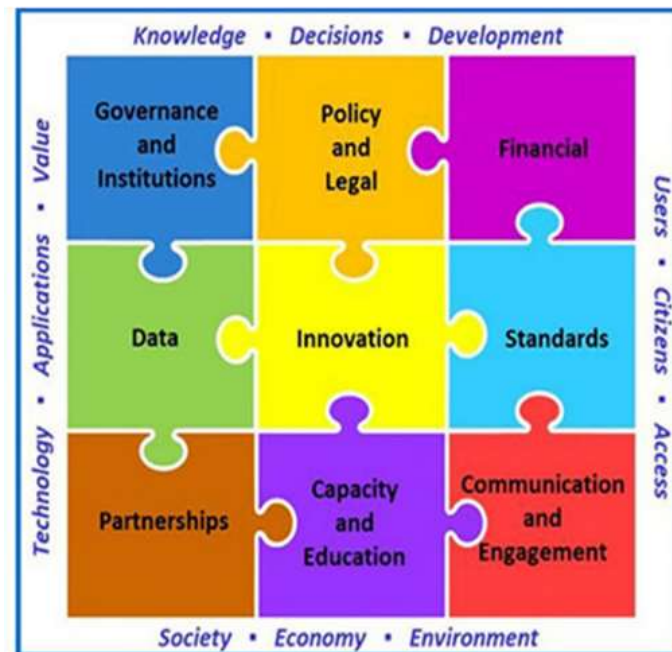 Knowledge ▪ Decisions ▪ Development
Governance
and
Institutions
Policy
and
Legal
Financial
Technology ▪ Applications ▪ Value
Users ▪ Citizens ▪ Access
Data
Innovation
Standards
Partnerships
Capacity
and
Education
Communication
and
Engagement
Society ▪ Economy ▪ Environment